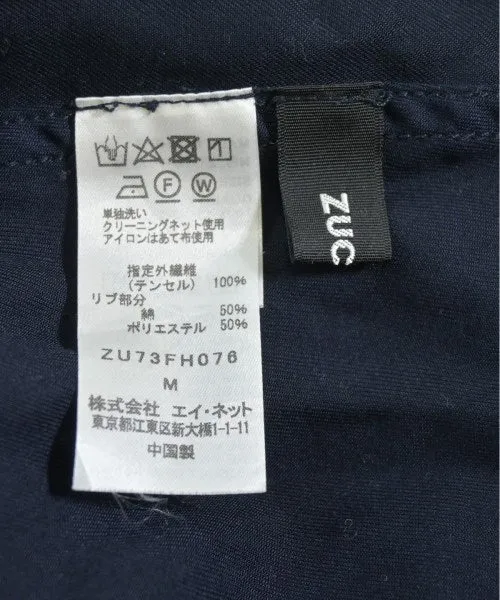 F W
単独洗い
クリーニングネット使用
アイロンはあて布使用
指定外繊維
(テンセル) 100%
リブ部分
綿 50%
ポリエステル 50%
ZU73FH076
M
株式会社 エイ・ネット
東京都江東区新大橋1-1-11
中国製
ZUC